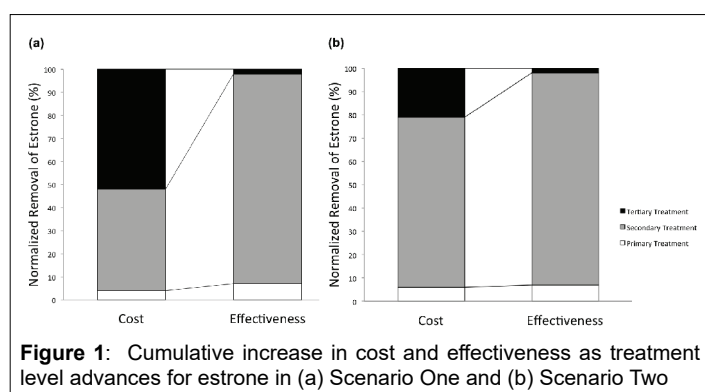 (a)
Normalized Removal of Estrone (%)
100
90
80
70
60
50
40
30
20
10
0
Cost Effectiveness
(b)
Normalized Removal of Estrone (%)
100
90
80
70
60
50
40
30
20
10
0
Cost Effectiveness
Tertiary Treatment
Secondary Treatment
Primary Treatment
Figure 1: Cumulative increase in cost and effectiveness as treatment
level advances for estrone in (a) Scenario One and (b) Scenario Two